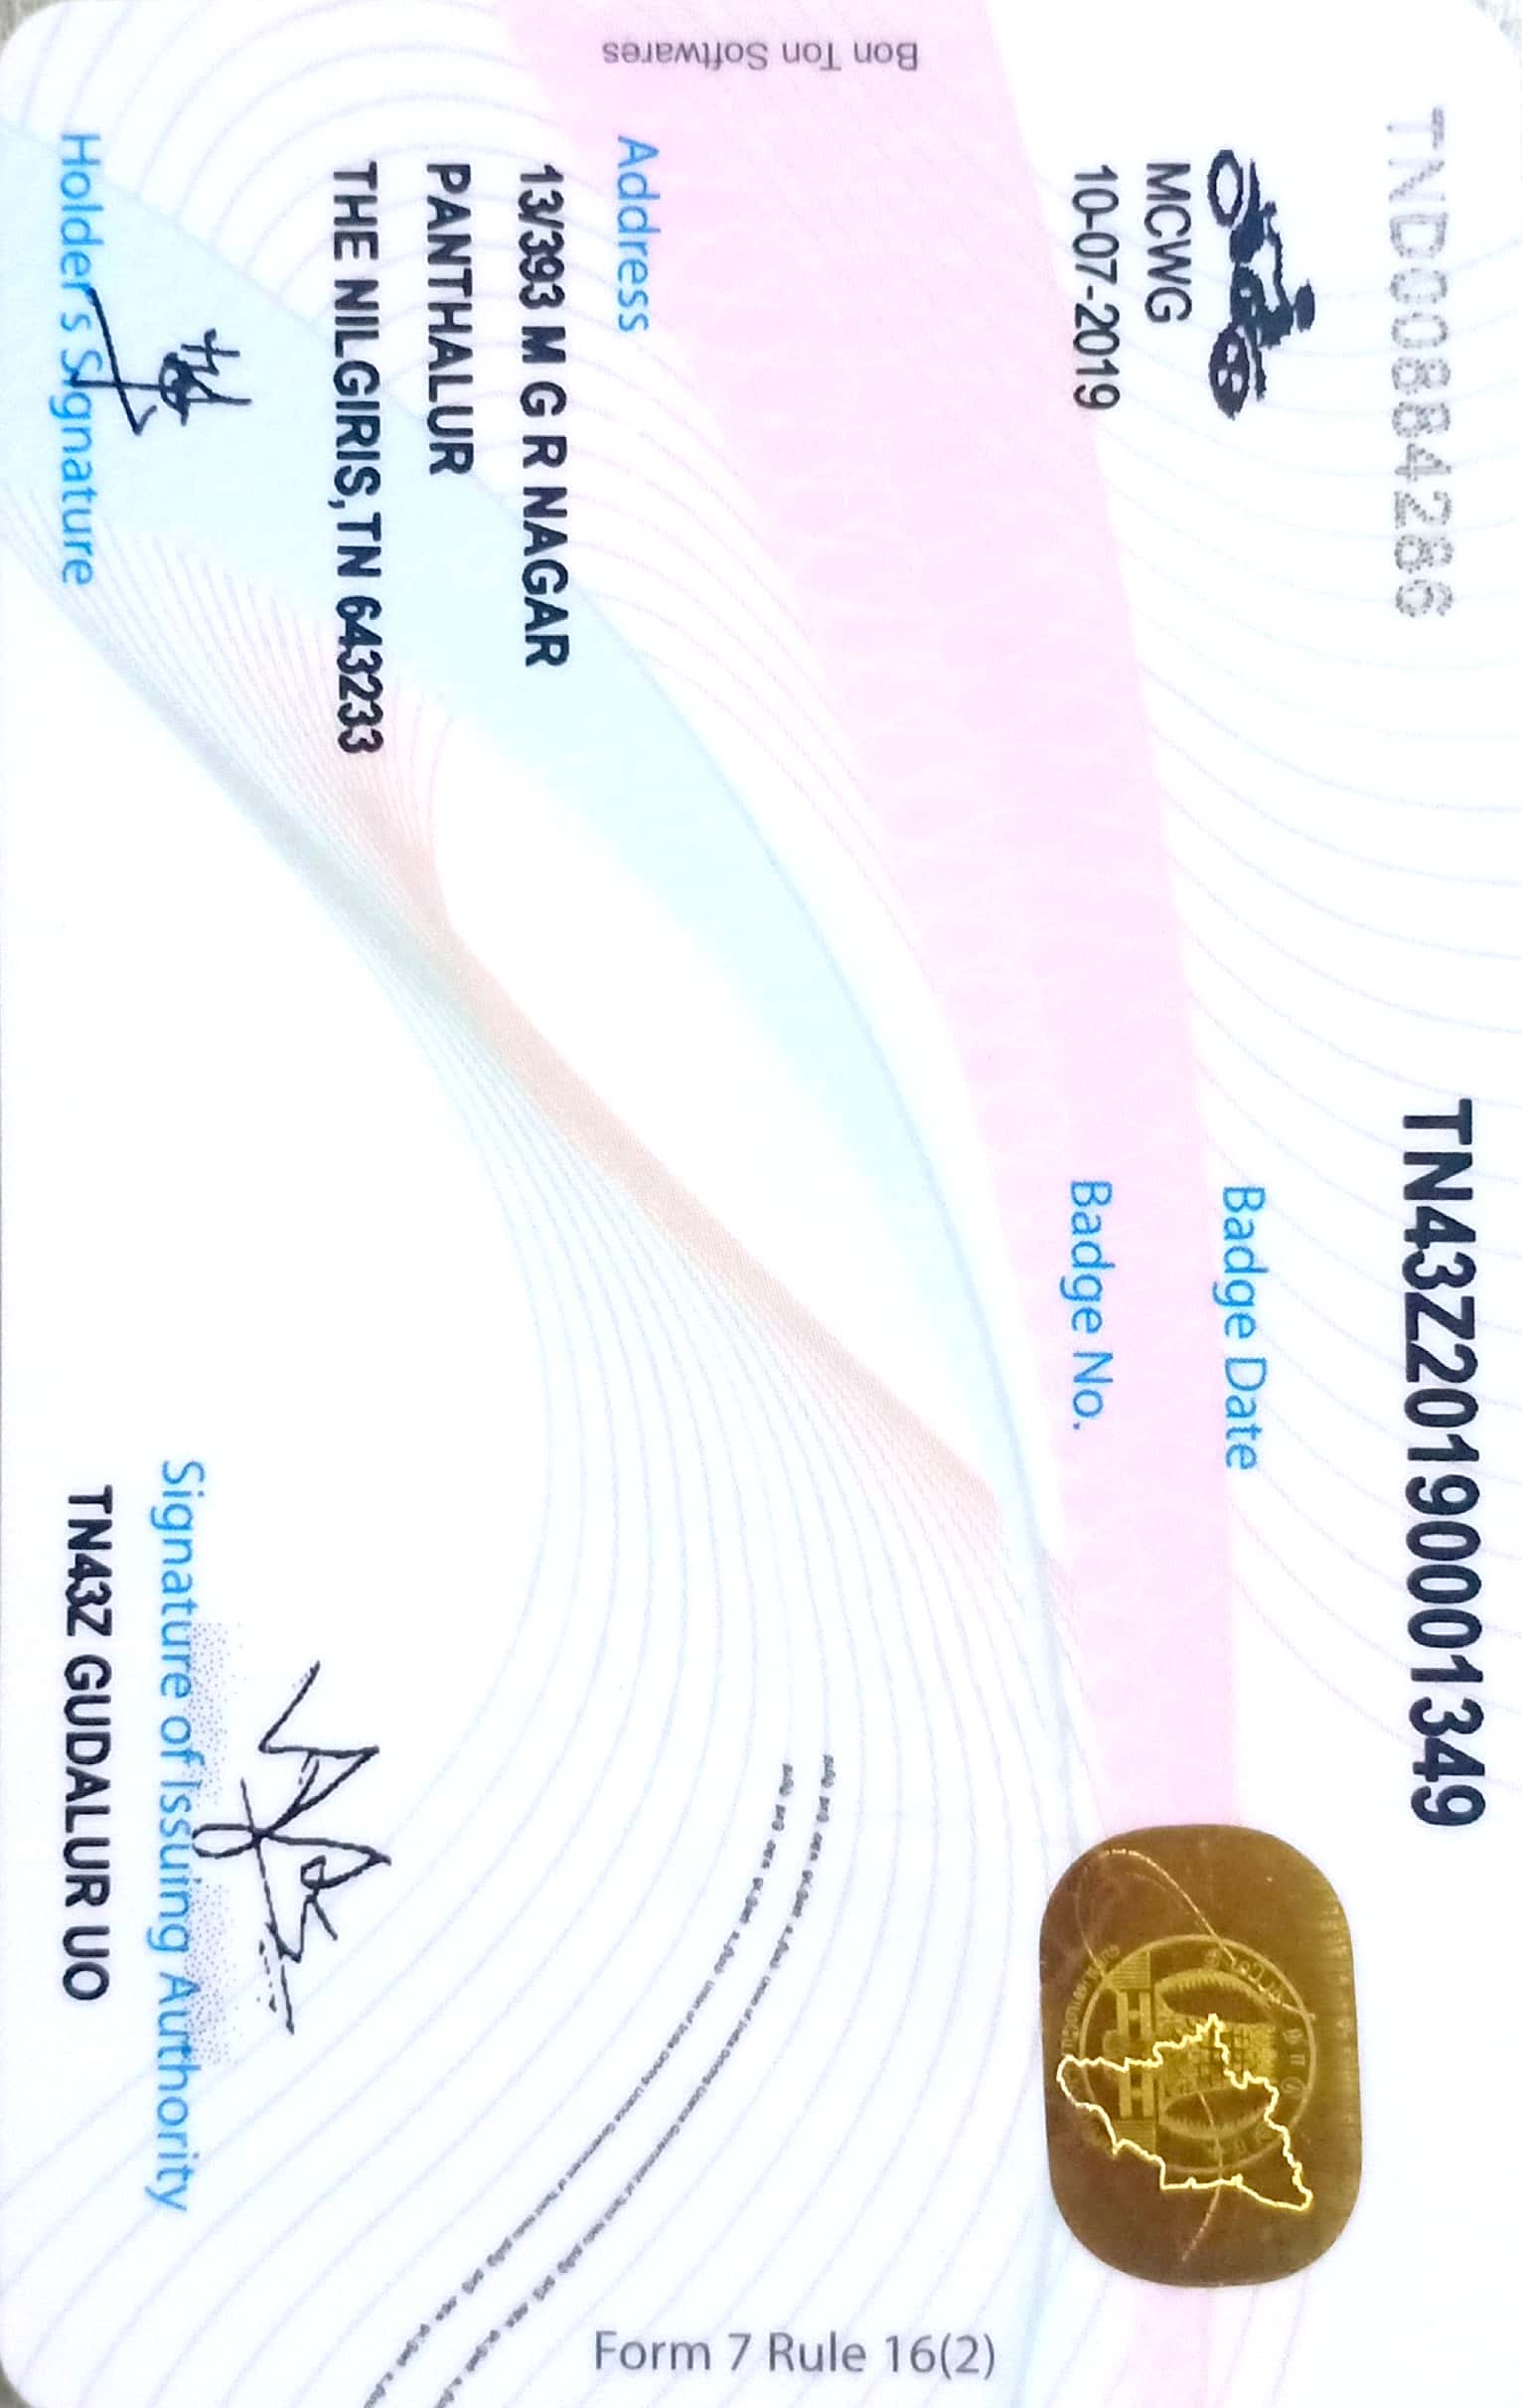 TND00884286
TN43Z20190001349
MCWG
10-07-2019
Badge Date
Badge No.
Bon Ton Softwares
Form 7 Rule 16(2)
Address
13/393 M G R NAGAR
PANTHALUR
THE NILGIRIS,TN 643233
Holder's Signature
Signature of Issuing Authority
TN43Z GUDALUR UO